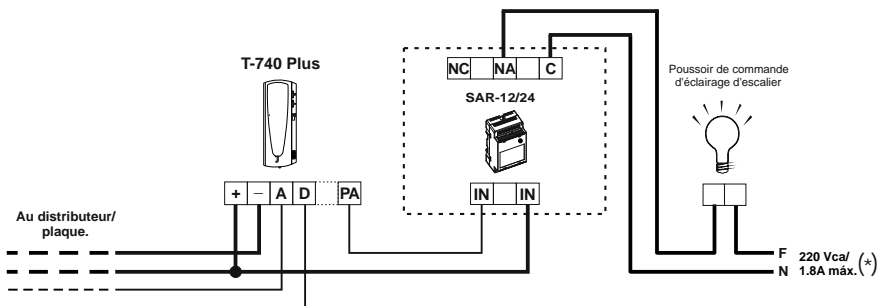 T-740 Plus
NC NA C
SAR-12/24
Poussoir de commande
d'éclairage d'escalier
+ – A D PA
IN IN
Au distributeur/
plaque.
F
N
220 Vca/
1.8A máx. (*)